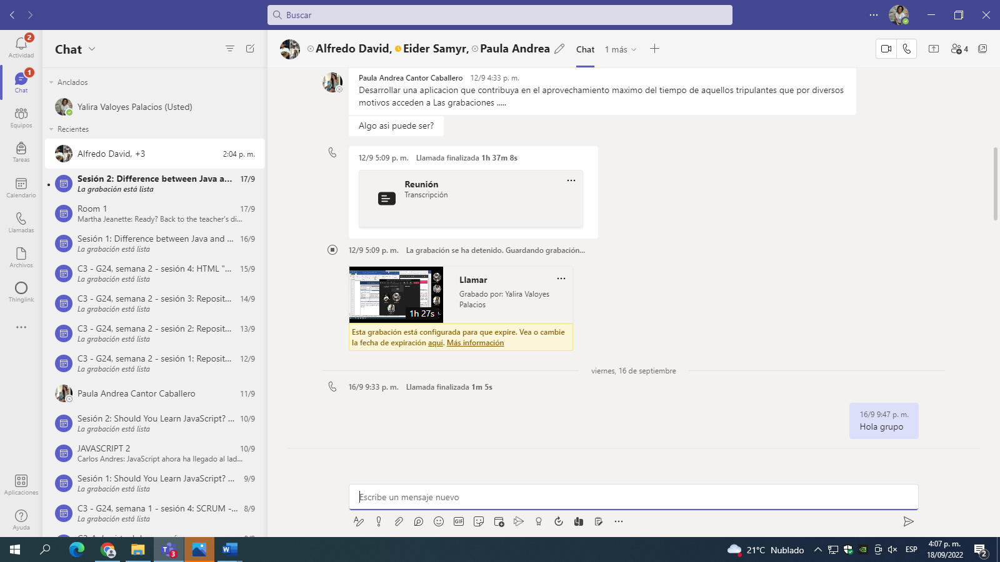 Buscar
2
Actividad
1
Chat
Equipos
Tareas
Calendario
Llamadas
Archivos
Thinglink
Aplicaciones
Ayuda
Chat
Anclados
Yalira Valoyes Palacios (Usted)
Recientes
Alfredo David, +3 2:04 p. m.
Sesión 2: Difference between Java a... 17/9
La grabación está lista
Room 1 17/9
Martha Jeanette: Ready? Back to the teacher's di...
Sesión 1: Difference between Java and ... 16/9
La grabación está lista
C3 - G24, semana 2 - sesión 4: HTML "... 15/9
La grabación está lista
C3 - G24, semana 2 - sesión 3: Reposit... 14/9
La grabación está lista
C3 - G24, semana 2 - sesión 2: Reposit... 13/9
La grabación está lista
C3 - G24, semana 2 - sesión 1: Reposit... 12/9
La grabación está lista
Paula Andrea Cantor Caballero 11/9
Sesión 2: Should You Learn JavaScript? ... 10/9
La grabación está lista
JAVASCRIPT 2 10/9
Carlos Andres: JavaScript ahora ha llegado al lad...
Sesión 1: Should You Learn JavaScript? ... 9/9
La grabación está lista
C3 - G24, semana 1 - sesión 4: SCRUM -... 8/9
La grabación está lista
Alfredo David, Eider Samyr, Paula Andrea Chat 1 más 4
Paula Andrea Cantor Caballero 12/9 4:33 p. m.
Desarrollar una aplicacion que contribuya en el aprovechamiento maximo del tiempo de aquellos tripulantes que por diversos
motivos acceden a Las grabaciones .....
Algo asi puede ser?
12/9 5:09 p. m. Llamada finalizada 1h 37m 8s
Reunión
Transcripción
12/9 5:09 p. m. La grabación se ha detenido. Guardando grabación...
1h 27s
Llamar
Grabado por: Yalira Valoyes
Palacios
Esta grabación está configurada para que expire. Vea o cambie
la fecha de expiración aquí. Más información
viernes, 16 de septiembre
16/9 9:33 p. m. Llamada finalizada 1m 5s
16/9 9:47 p. m.
Hola grupo
Escribe un mensaje nuevo
GIF
3
21°C Nublado
ESP
4:07 p. m.
18/09/2022
2